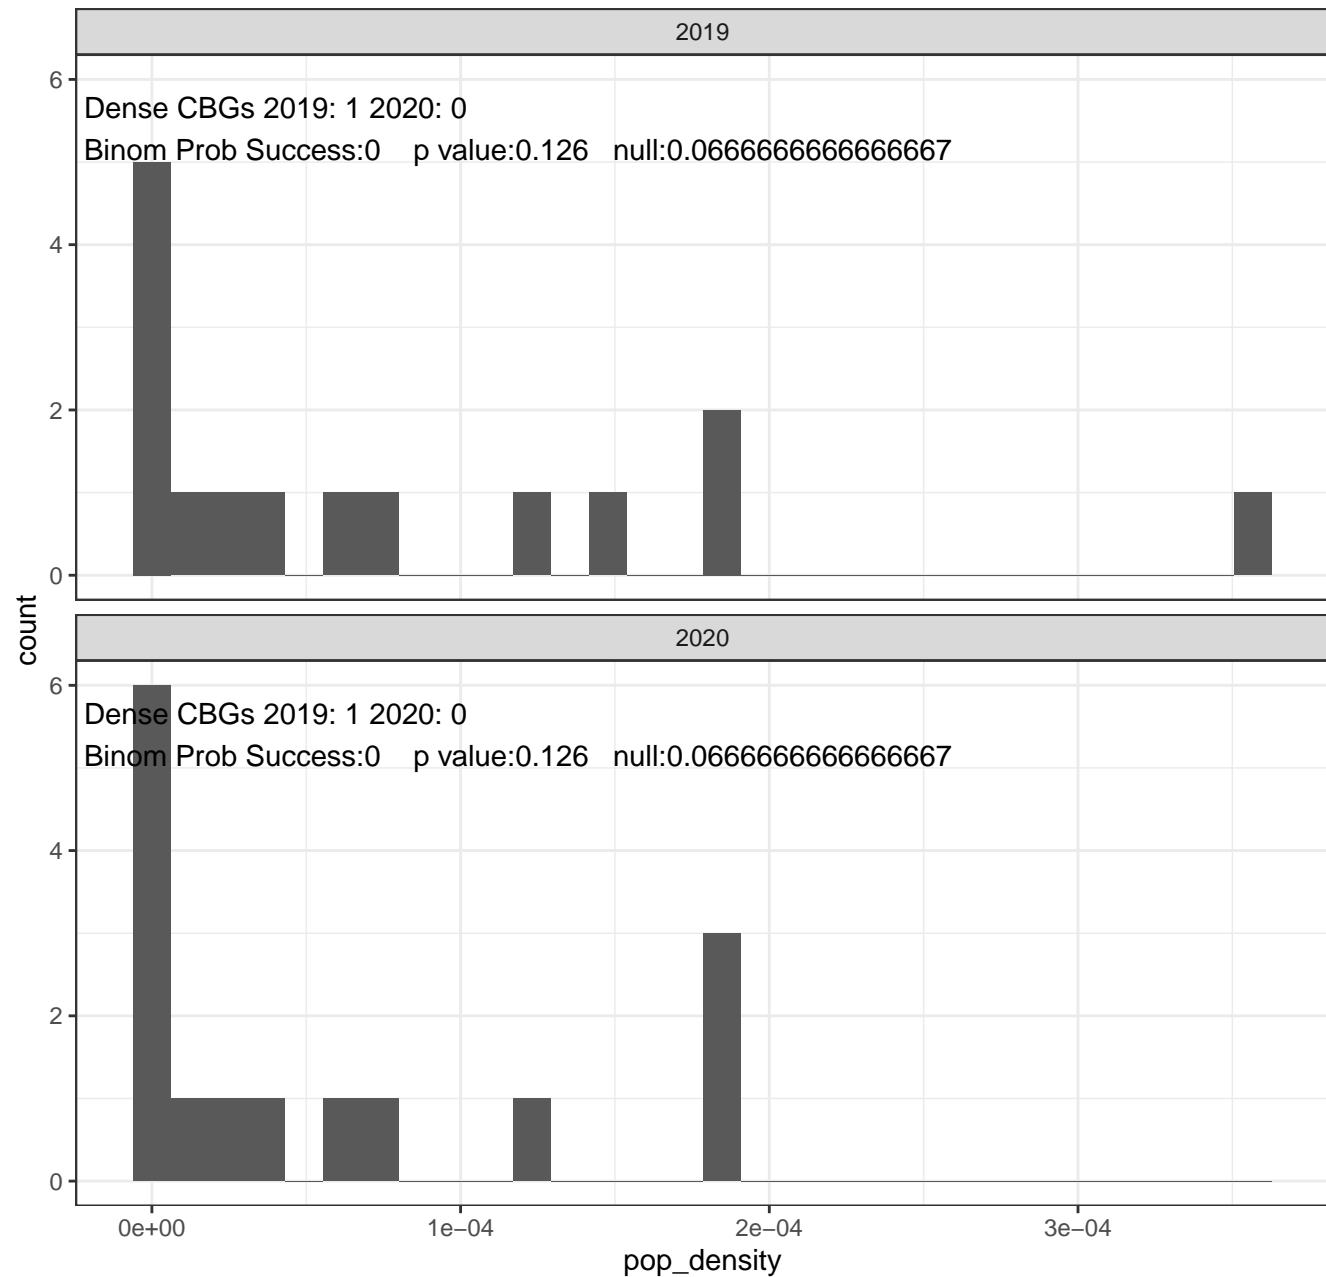 2019
6
Dense CBGs 2019: 1 2020: 0
Binom Prob Success:0 p value:0.126 null:0.0666666666666667
4
2
0
count
2020
6
Dense CBGs 2019: 1 2020: 0
Binom Prob Success:0 p value:0.126 null:0.0666666666666667
4
2
0
0e+00 1e−04 2e−04 3e−04
pop_density